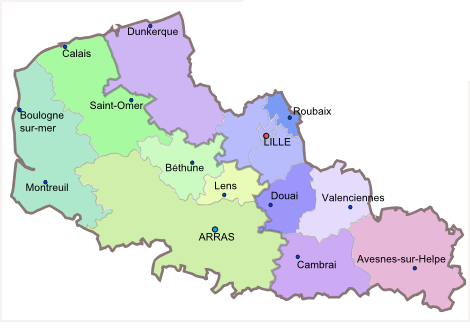 Dunkerque
Calais
Saint-Omer
Roubaix
Boulogne
sur-mer
LILLE
Béthune
Montreuil
Lens
Douai
Valenciennes
ARRAS
Cambrai
Avesnes-sur-Helpe